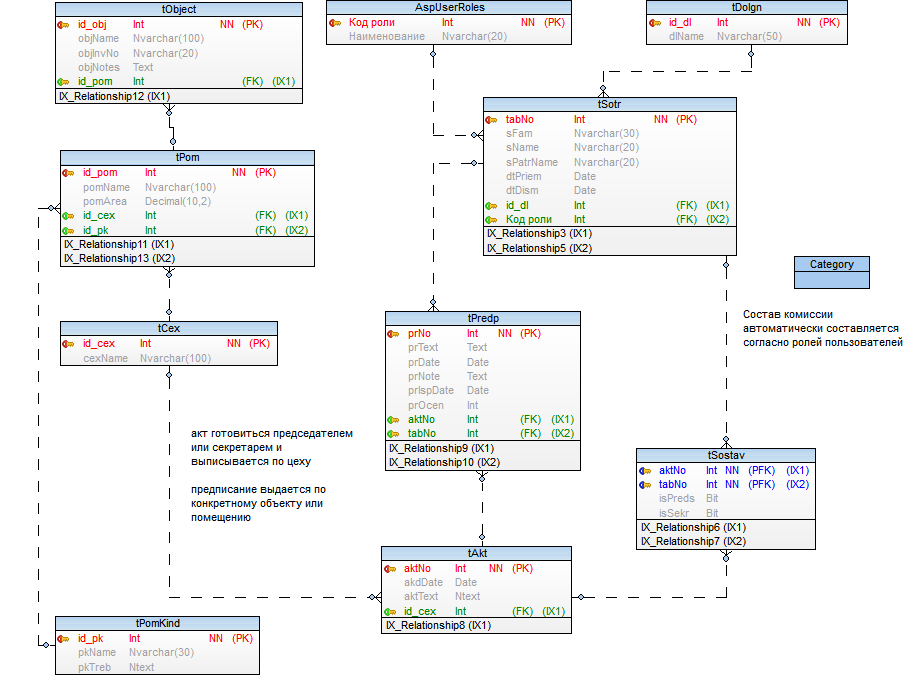 tObject
id_obj Int NN (PK)
objName Nvarchar(100)
objInvNo Nvarchar(20)
objNotes Text
id_pom Int (FK) (IX1)
IX_Relationship12 (IX1)
AspUserRoles
Код роли Int NN (PK)
Наименование Nvarchar(20)
tDolgn
id_dl Int NN (PK)
dlName Nvarchar(50)
tSotr
tabNo Int NN (PK)
sFam Nvarchar(30)
sName Nvarchar(20)
sPatrName Nvarchar(20)
dtPriem Date
dtDism Date
id_dl Int (FK) (IX1)
Код роли Int (FK) (IX2)
IX_Relationship3 (IX1)
IX_Relationship5 (IX2)
tPom
id_pom Int NN (PK)
pomName Nvarchar(100)
pomArea Decimal(10,2)
id_cex Int (FK) (IX1)
id_pk Int (FK) (IX2)
IX_Relationship11 (IX1)
IX_Relationship13 (IX2)
Category
Состав комиссии
автоматически составляется
согласно ролей пользователей
tCex
id_cex Int NN (PK)
cexName Nvarchar(100)
tPredp
prNo Int NN (PK)
prText Text
prDate Date
prNote Text
prIspDate Date
prOcen Int
aktNo Int (FK) (IX1)
tabNo Int (FK) (IX2)
IX_Relationship9 (IX1)
IX_Relationship10 (IX2)
акт готовиться председателем
или секретарем и
выписывается по цеху
предписание выдается по
конкретному объекту или
помещению
tSostav
aktNo Int NN (PFK) (IX1)
tabNo Int NN (PFK) (IX2)
isPreds Bit
isSekr Bit
IX_Relationship6 (IX1)
IX_Relationship7 (IX2)
tAkt
aktNo Int NN (PK)
akdDate Date
aktText Ntext
id_cex Int (FK) (IX1)
IX_Relationship8 (IX1)
tPomKind
id_pk Int NN (PK)
pkName Nvarchar(30)
pkTreb Ntext